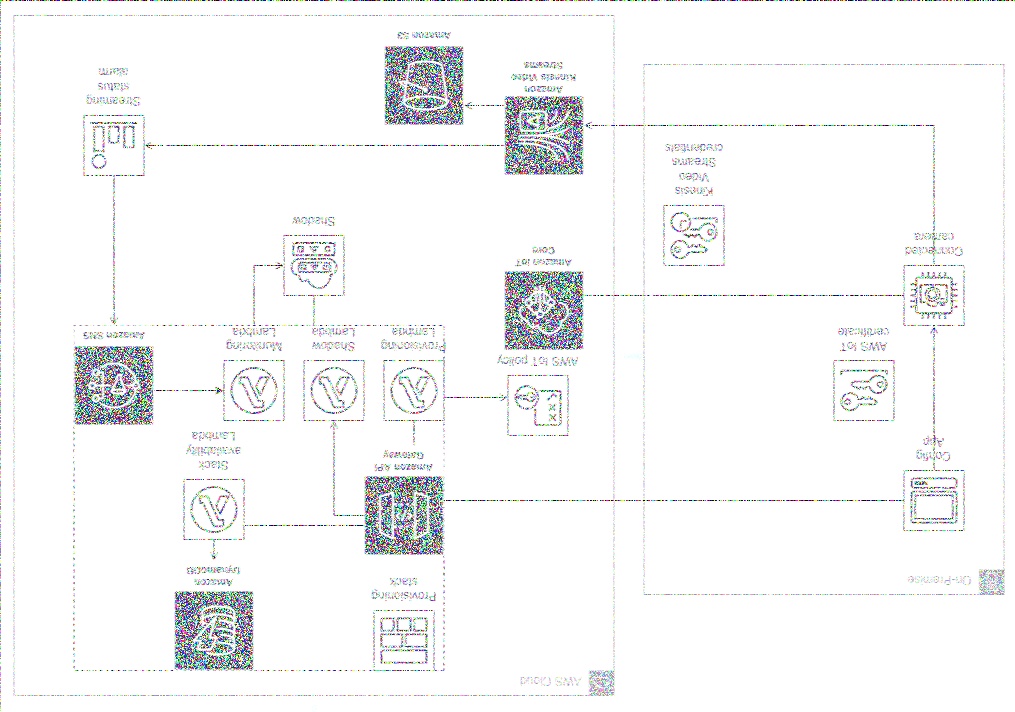 AWS Cloud
On-Premise
Provisioning
stack
Amazon
DynamoDB
Config
App
Amazon API
Gateway
Stack
availability
Lambda
AWS IoT
certificate
AWS IoT policy
Provisioning
Lambda
Shadow
Lambda
Monitoring
Lambda
Amazon SNS
Connected
camera
Amazon IoT
Core
Shadow
Kinesis
Video
Streams
credentials
Amazon
Kinesis Video
Streams
Streaming
status
alarm
Amazon S3